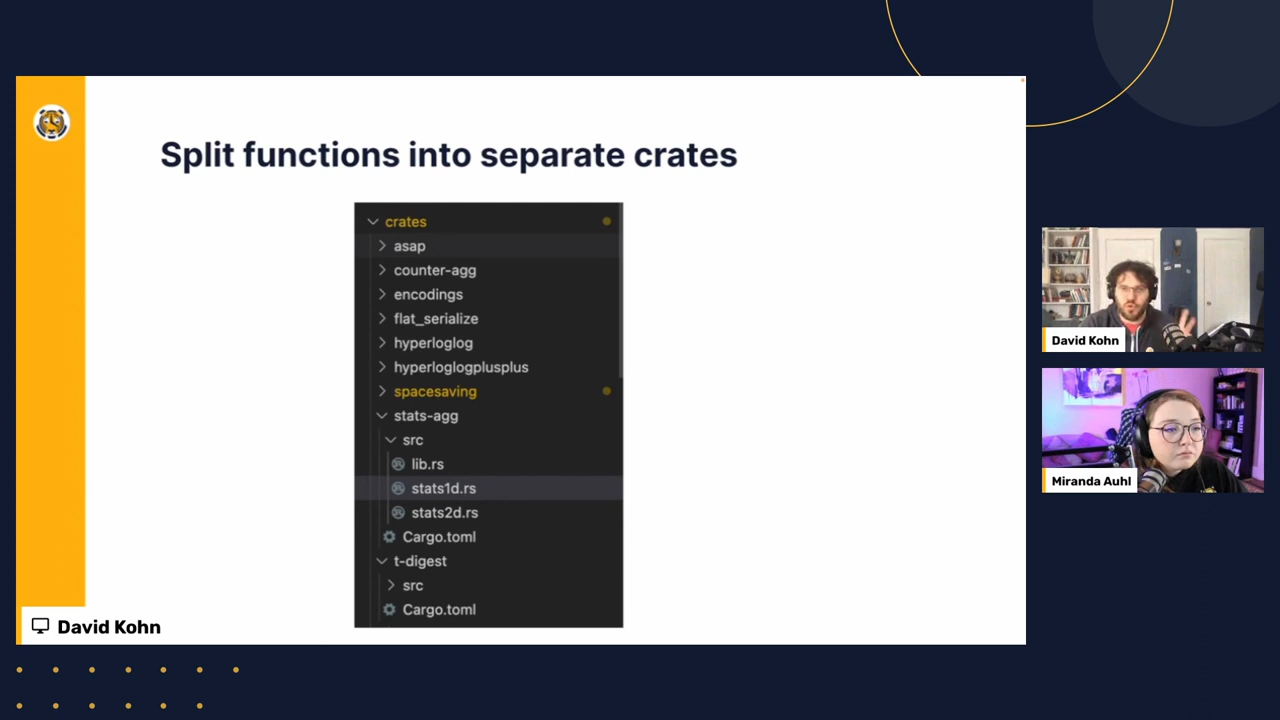 Split functions into separate crates
crates
asap
counter-agg
encodings
flat_serialize
hyperloglog
hyperloglogplusplus
spacesaving
stats-agg
src
lib.rs
stats1d.rs
stats2d.rs
Cargo.toml
t-digest
src
Cargo.toml
David Kohn
David Kohn
Miranda Auhl